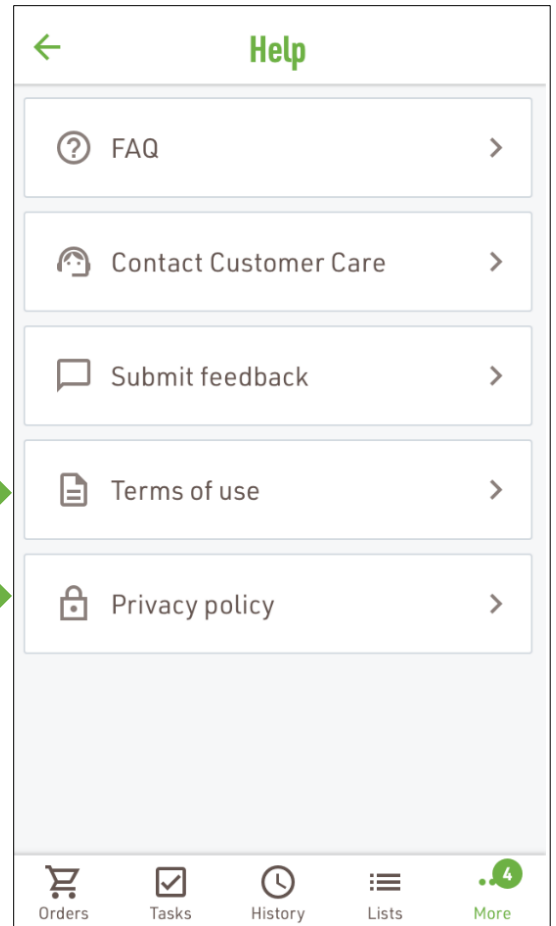 Help
FAQ
Contact Customer Care
Submit feedback
Terms of use
Privacy policy
4
Orders Tasks History Lists More